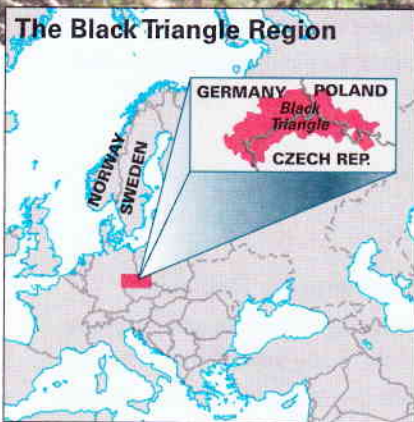 The Black Triangle Region
GERMANY POLAND
Black
Triangle
CZECH REP.
NORWAY
SWEDEN